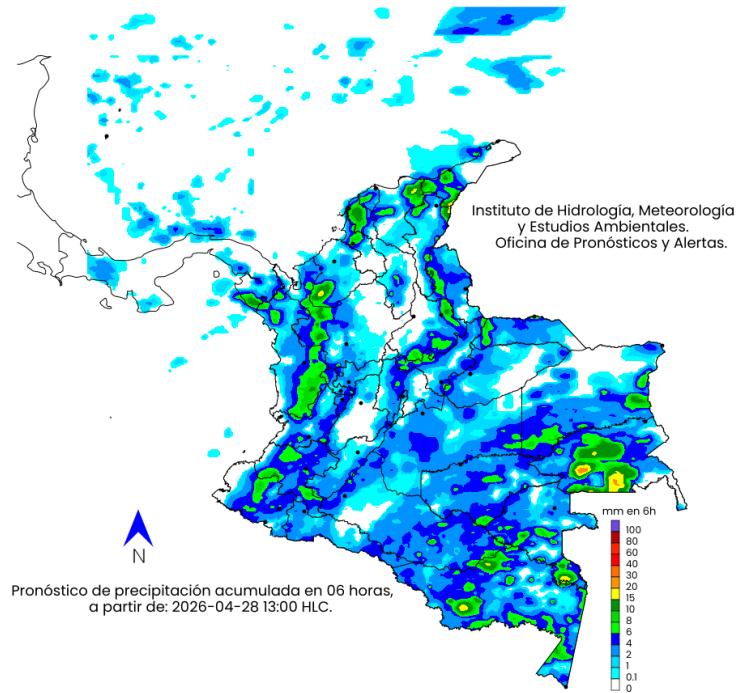 Instituto de Hidrología, Meteorología
y Estudios Ambientales.
Oficina de Pronósticos y Alertas.
mm en 6h
100
80
60
40
30
20
15
10
8
6
4
2
1
0.1
0
N
Pronóstico de precipitación acumulada en 06 horas,
a partir de: 2026-04-28 13:00 HLC.